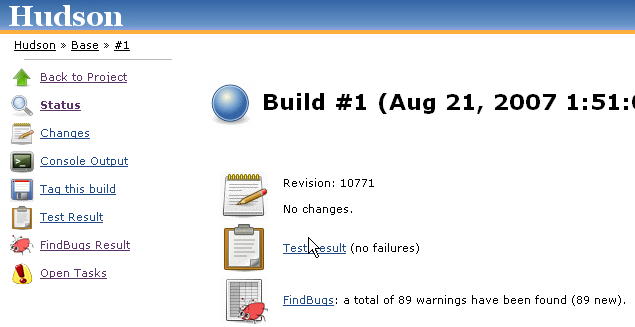 Hudson
Hudson » Base » #1
Back to Project
Status
Changes
Console Output
Tag this build
Test Result
FindBugs Result
Open Tasks
Build #1 (Aug 21, 2007 1:51:
Revision: 10771
No changes.
Test Result (no failures)
FindBugs: a total of 89 warnings have been found (89 new).